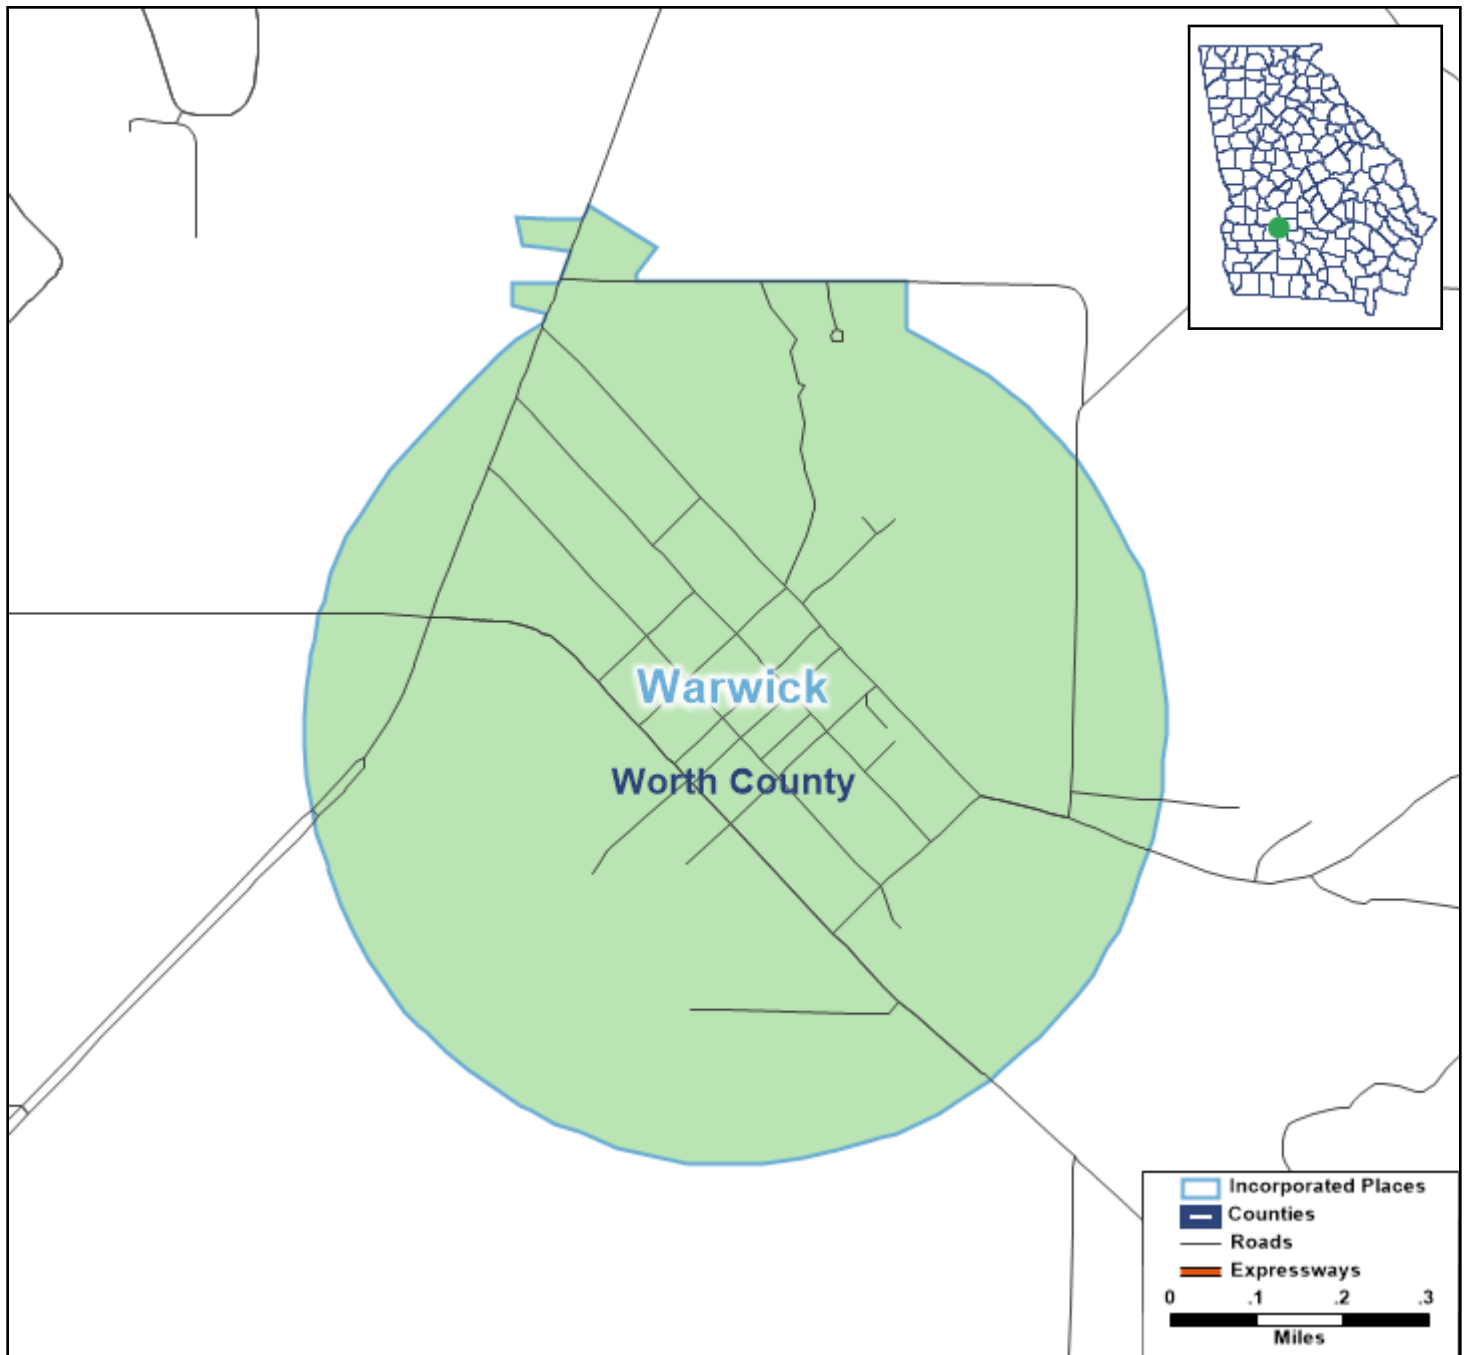 Warwick
Worth County
Incorporated Places
Counties
Roads
Expressways
0 .1 .2 .3
Miles